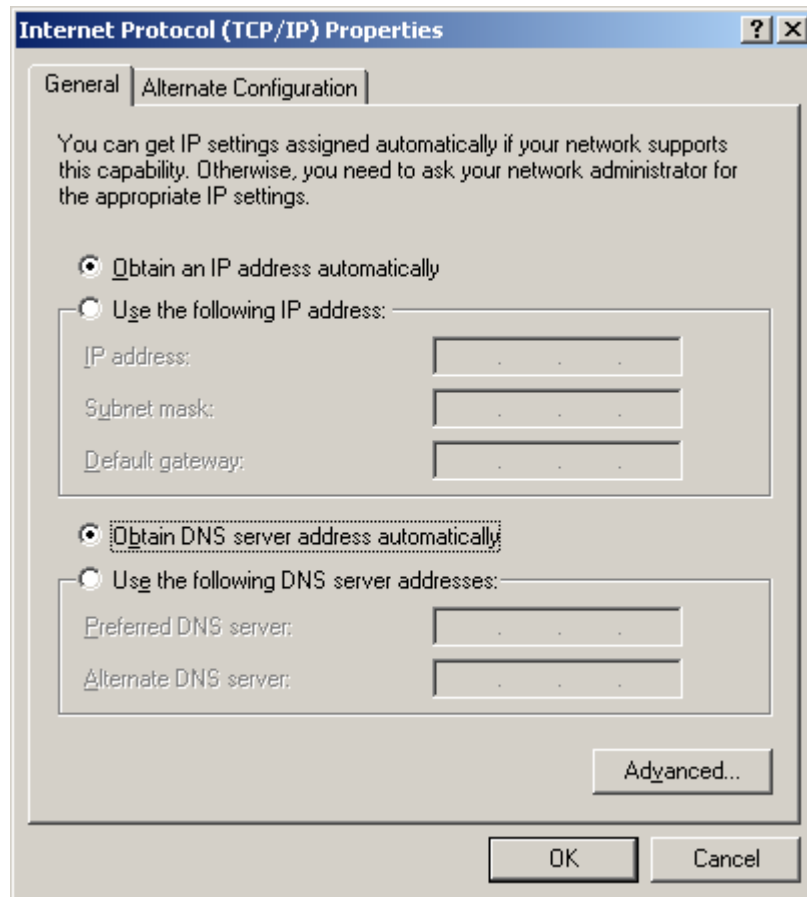 Internet Protocol (TCP/IP) Properties
General
Alternate Configuration
You can get IP settings assigned automatically if your network supports
this capability. Otherwise, you need to ask your network administrator for
the appropriate IP settings.
Obtain an IP address automatically
Use the following IP address:
IP address:
Subnet mask:
Default gateway:
Obtain DNS server address automatically
Use the following DNS server addresses:
Preferred DNS server:
Alternate DNS server:
Advanced...
OK
Cancel